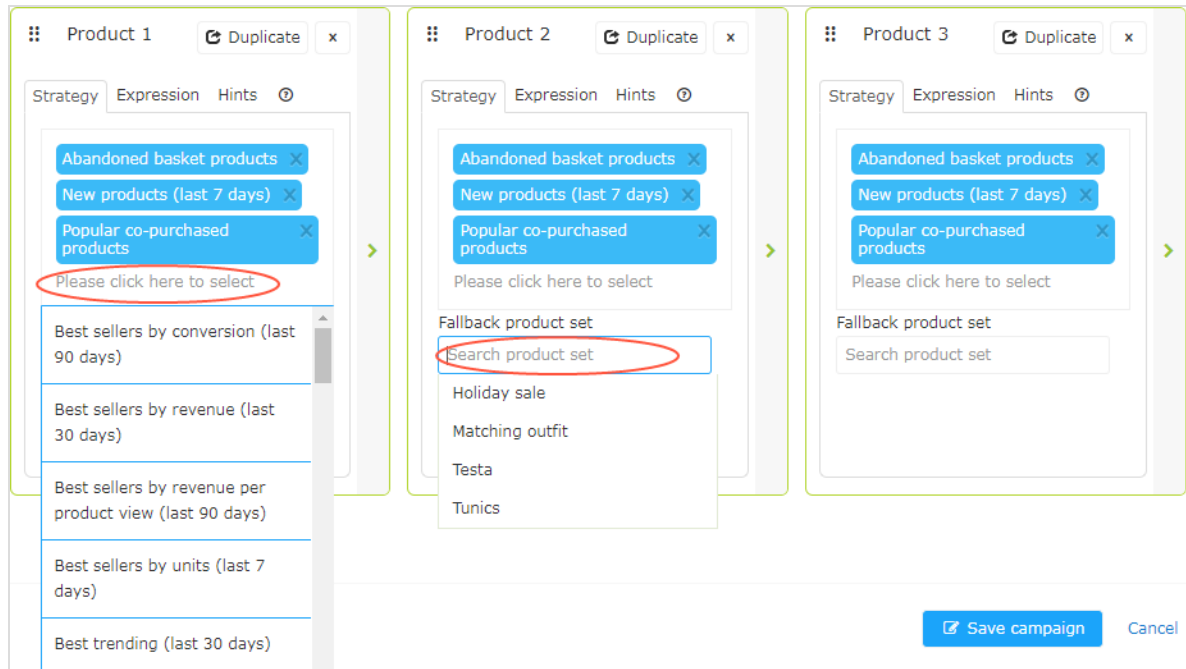 Product 1
Duplicate
x
Strategy
Expression
Hints
Abandoned basket products X
New products (last 7 days) X
Popular co-purchased X
products
Please click here to select
Best sellers by conversion (last
90 days)
Best sellers by revenue (last
30 days)
Best sellers by revenue per
product view (last 90 days)
Best sellers by units (last 7
days)
Best trending (last 30 days)
Product 2
Duplicate
x
Strategy
Expression
Hints
Abandoned basket products X
New products (last 7 days) X
Popular co-purchased X
products
Please click here to select
Fallback product set
Search product set
Holiday sale
Matching outfit
Testa
Tunics
Product 3
Duplicate
x
Strategy
Expression
Hints
Abandoned basket products X
New products (last 7 days) X
Popular co-purchased X
products
Please click here to select
Fallback product set
Search product set
Save campaign
Cancel